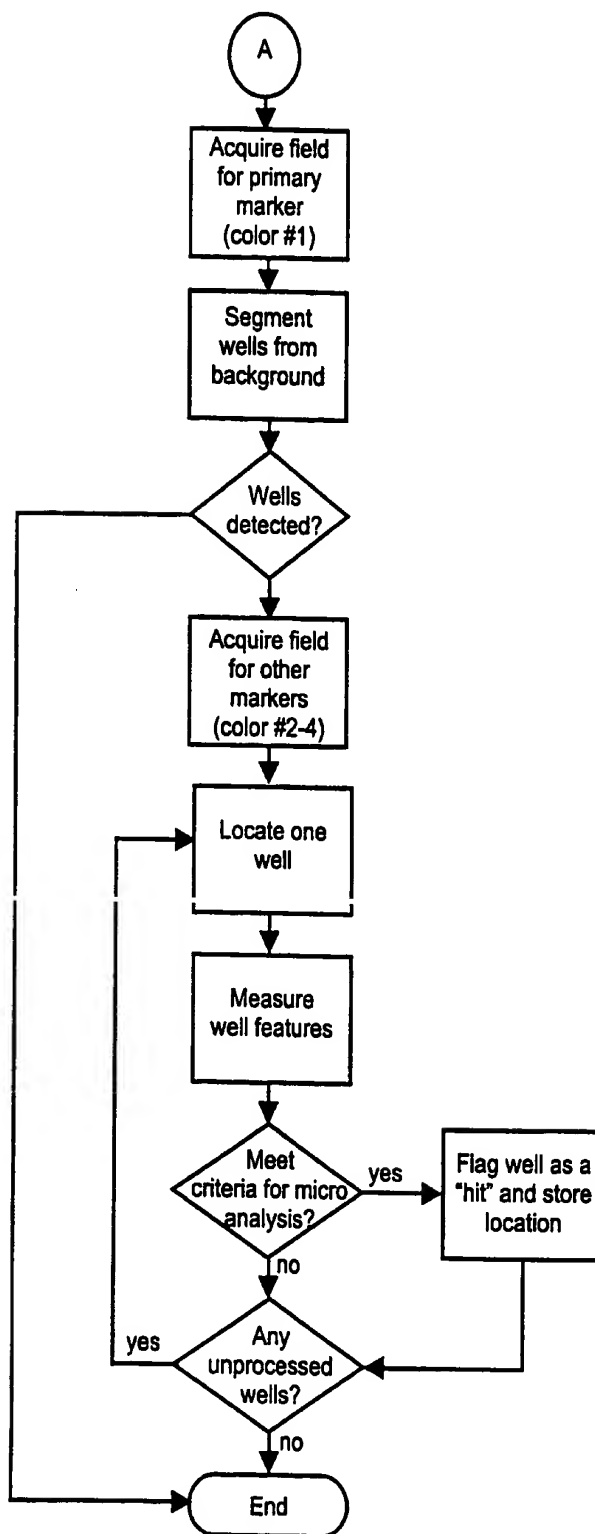 A
Acquire field
for primary
marker
(color #1)
Segment
wells from
background
Wells
detected?
Acquire field
for other
markers
(color #2-4)
Locate one
well
Measure
well features
Meet
criteria for micro
analysis?
yes
Flag well as a
"hit" and store
location
no
yes
Any
unprocessed
wells?
no
End